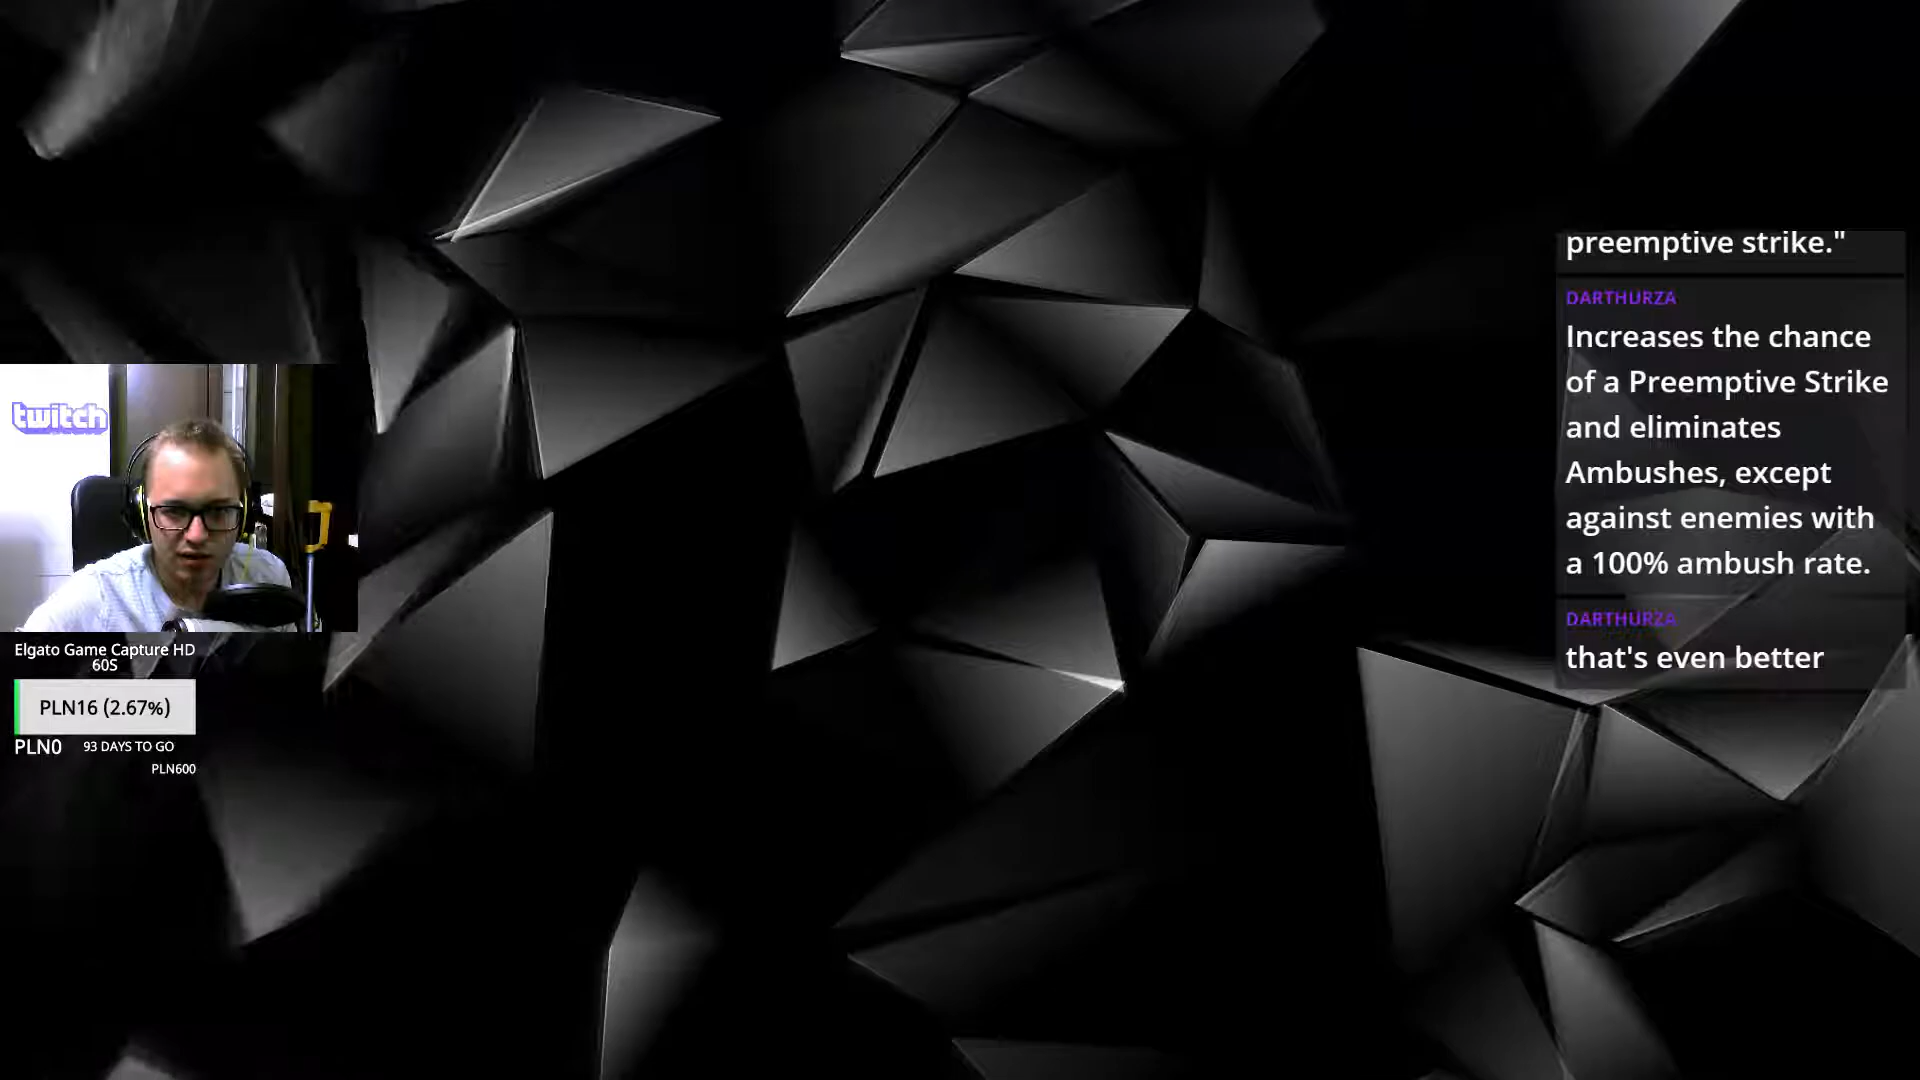 preemptive strike."
DARTHURZA
Increases the chance
of a Preemptive Strike
and eliminates
Ambushes, except
against enemies with
a 100% ambush rate.
DARTHURZA
that's even better
twitch
Elgato Game Capture HD
60S
PLN16 (2.67%)
PLN0 93 DAYS TO GO
PLN600